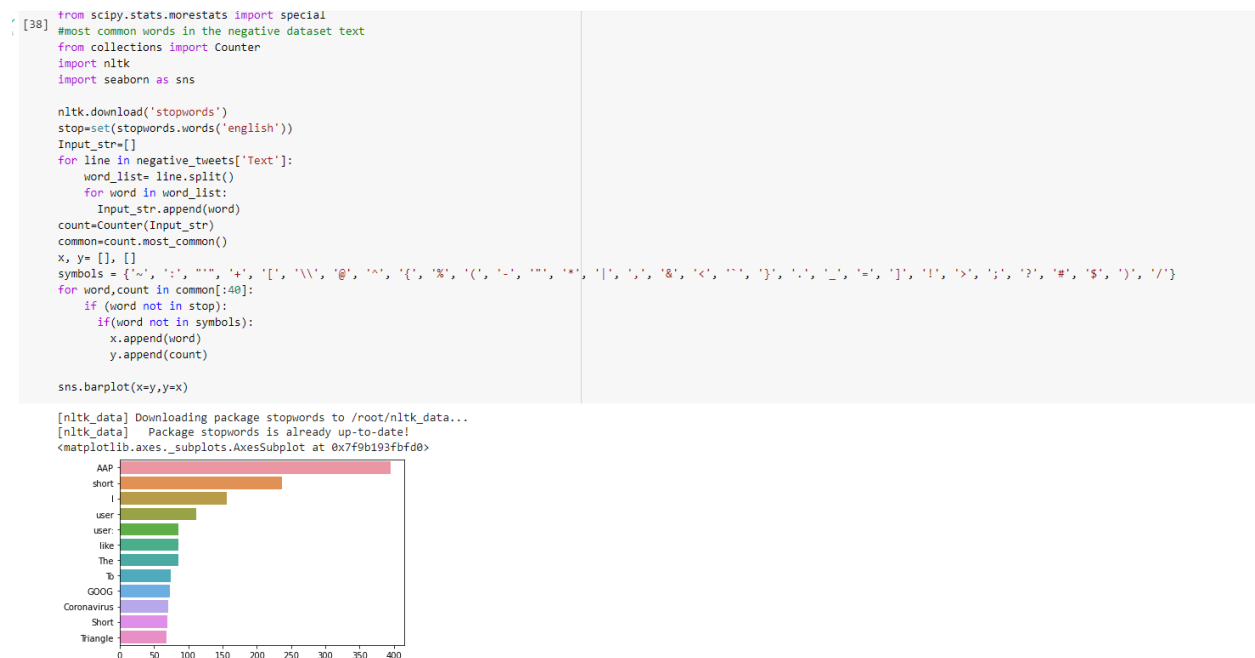 from scipy.stats.morestats import special
[38] #most common words in the negative dataset text
from collections import Counter
import nltk
import seaborn as sns
nltk.download('stopwords')
stop=set(stopwords.words('english'))
Input_str=[]
for line in negative_tweets['Text']:
    word_list= line.split()
    for word in word_list:
      Input_str.append(word)
count=Counter(Input_str)
common=count.most_common()
x, y= [], []
symbols = {'~', ':', "'", '+', '[', '\\', '@', '^', '{', '%', '(', '-', '"', '*', '|', ',', '&', '<', '`', '}', '.', '_', '=', ']', '!', '>', ';', '?', '#', '$', ')', '/'}
for word,count in common[:40]:
    if (word not in stop):
      if(word not in symbols):
        x.append(word)
        y.append(count)
sns.barplot(x=y,y=x)
[nltk_data] Downloading package stopwords to /root/nltk_data...
[nltk_data]   Package stopwords is already up-to-date!
<matplotlib.axes._subplots.AxesSubplot at 0x7f9b193fbfd0>
AAP
short
I
user
user:
like
The
To
GOOG
Coronavirus
Short
Triangle
0 50 100 150 200 250 300 350 400